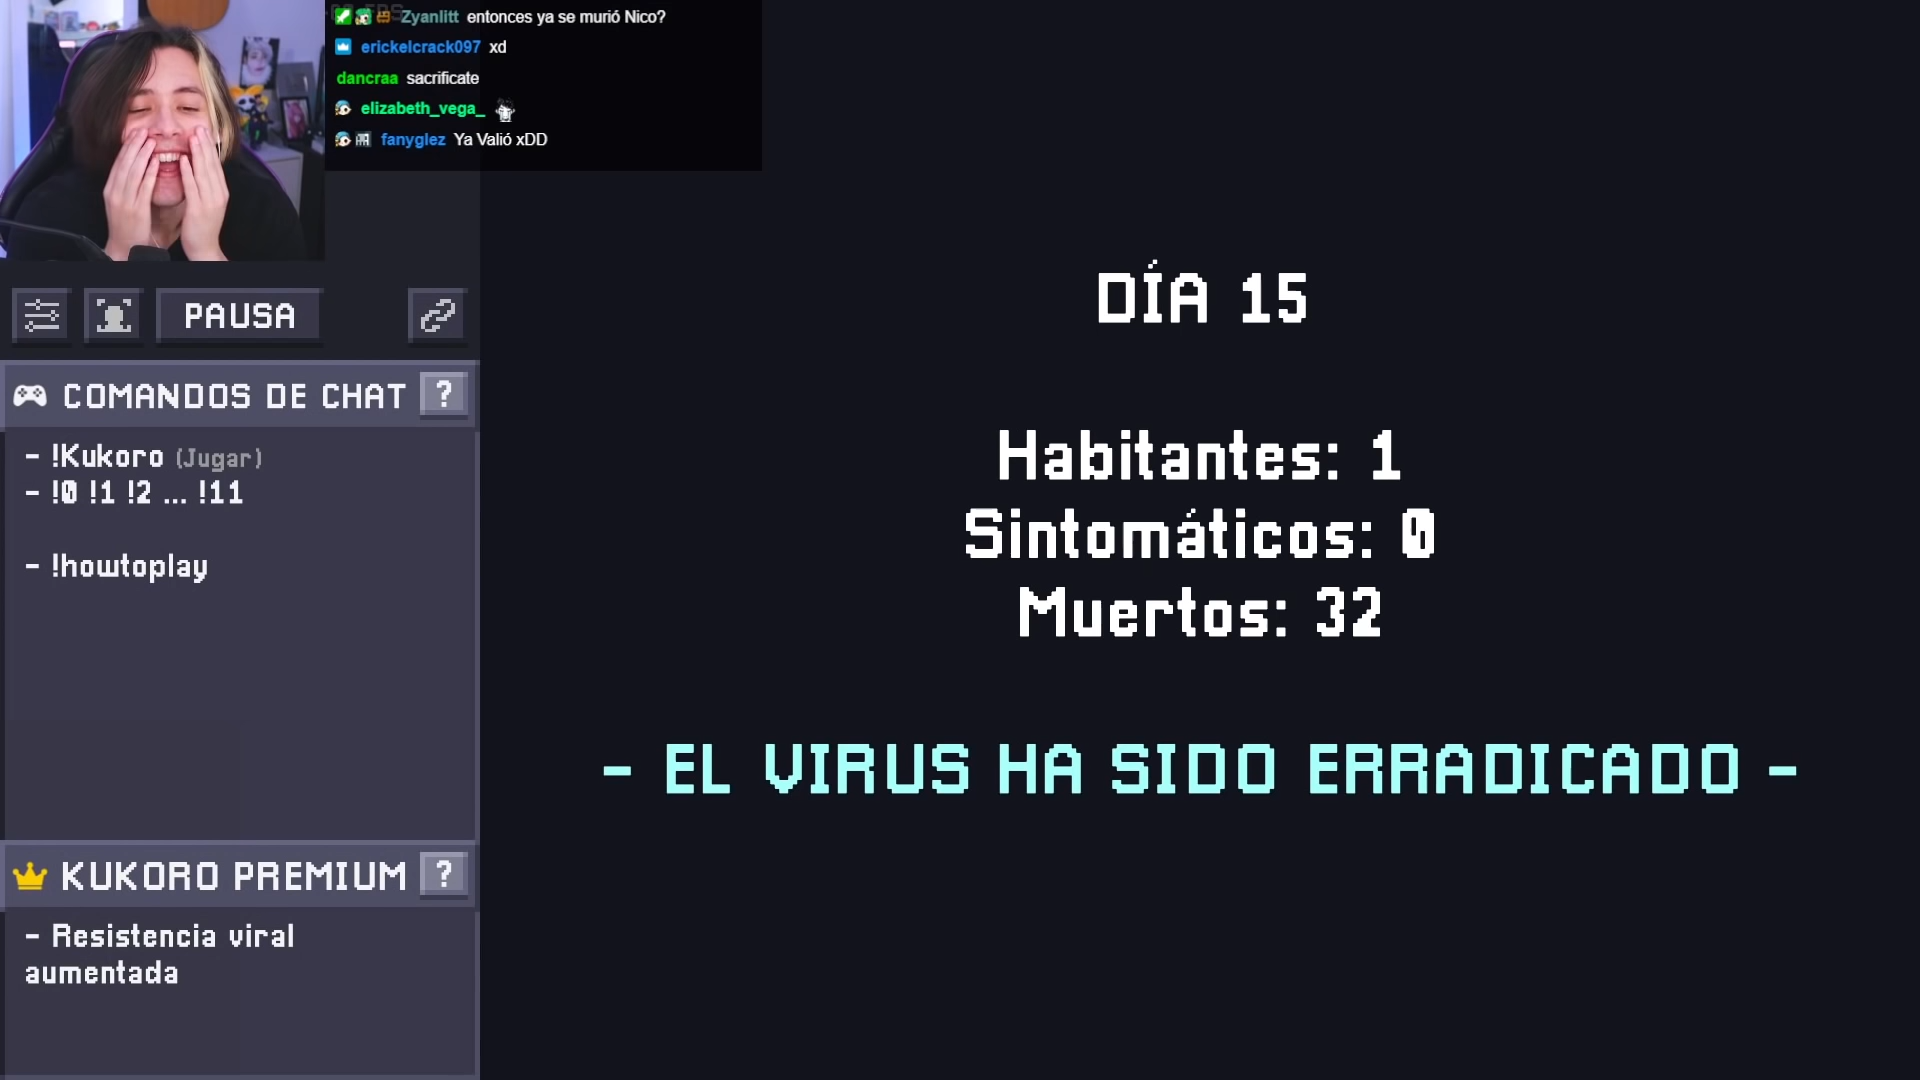 Zyanlitt entonces ya se murió Nico?
erickelcrack097 xd
dancraa sacrificate
elizabeth_vega_
fanyglez Ya Valió xDD
PAUSA
COMANDOS DE CHAT ?
- !Kukoro (Jugar)
- !0 !1 !2 ... !11
- !howtoplay
KUKORO PREMIUM ?
- Resistencia viral
aumentada
DÍA 15
Habitantes: 1
Sintomáticos: 0
Muertos: 32
- EL VIRUS HA SIDO ERRADICADO -